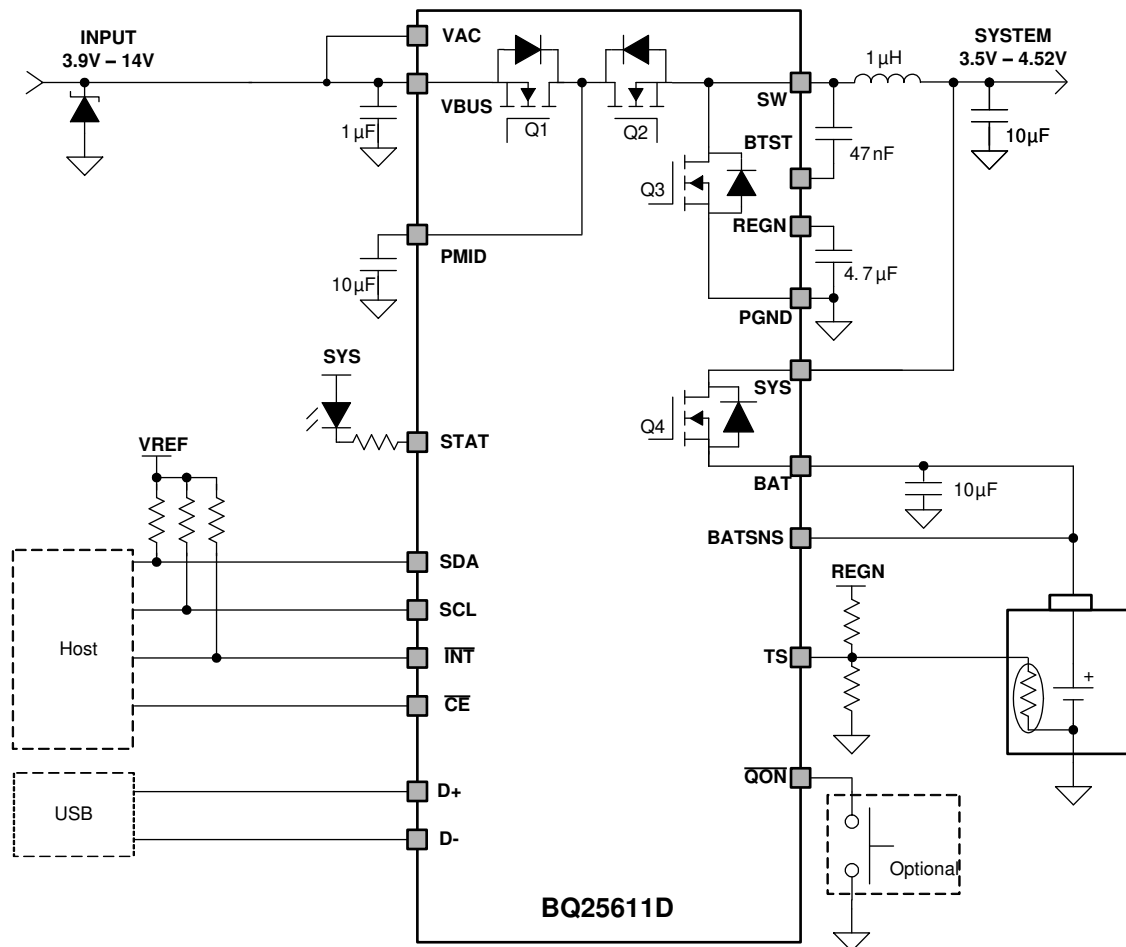 INPUT
3.9V – 14V
VAC
VBUS
1μF
Q1
Q2
SW
1μH
SYSTEM
3.5V – 4.52V
10μF
BTST
47nF
Q3
REGN
4.7μF
PGND
PMID
10μF
SYS
STAT
SYS
Q4
BAT
10μF
BATSNS
VREF
Host
SDA
SCL
INT
CE
REGN
TS
+
QON
Optional
USB
D+
D-
BQ25611D